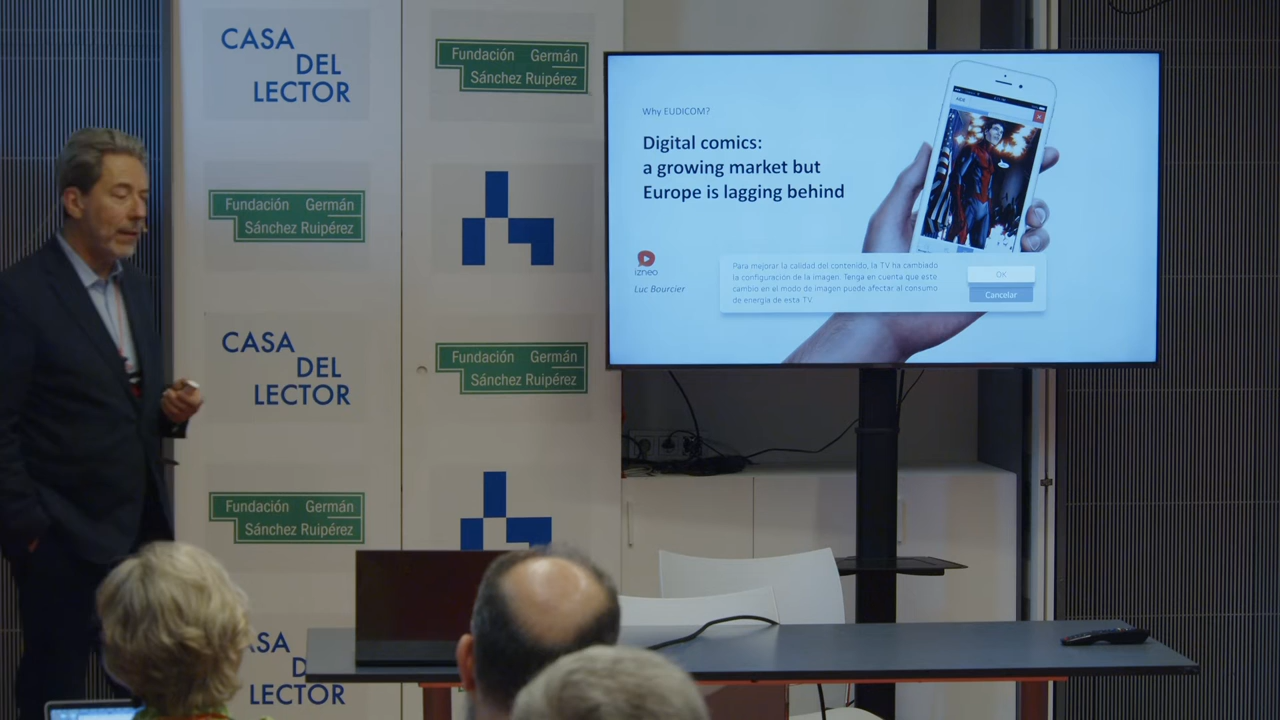 CASA
DEL
LECTOR
Fundación Germán
Sánchez Ruipérez
Fundación Germán
Sánchez Ruipérez
CASA
DEL
LECTOR
Fundación Germán
Sánchez Ruipérez
Fundación Germán
Sánchez Ruipérez
ASA
D
LECTOR
Why EUDICOM?
Digital comics:
a growing market but
Europe is lagging behind
izneo
Luc Bourcier
Para mejorar la calidad del contenido, la TV ha cambiado
la configuración de la imagen. Tenga en cuenta que este
cambio en el modo de imagen puede afectar al consumo
de energía de esta TV.
OK
Cancelar